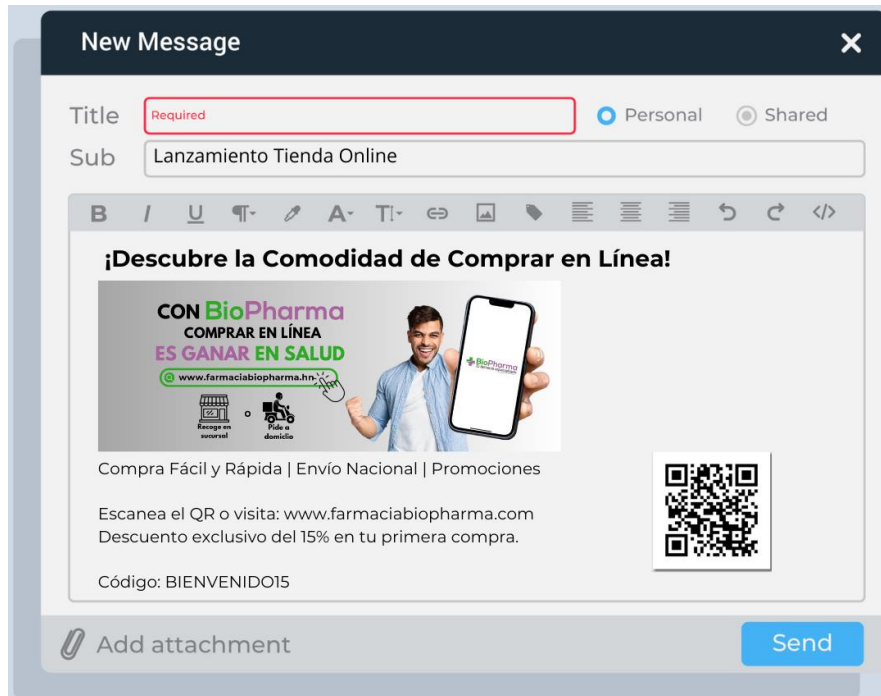 New Message
Title
Required
Personal
Shared
Sub
Lanzamiento Tienda Online
B I U ¶ A TI </>
¡Descubre la Comodidad de Comprar en Línea!
CON BioPharma
COMPRAR EN LÍNEA
ES GANAR EN SALUD
@ www.farmaciabiopharma.hn
Recoge en
sucursal
o
Pide a
domicilio
BioPharma
Compra Fácil y Rápida | Envío Nacional | Promociones
Escanea el QR o visita: www.farmaciabiopharma.com
Descuento exclusivo del 15% en tu primera compra.
Código: BIENVENIDO15
Add attachment
Send